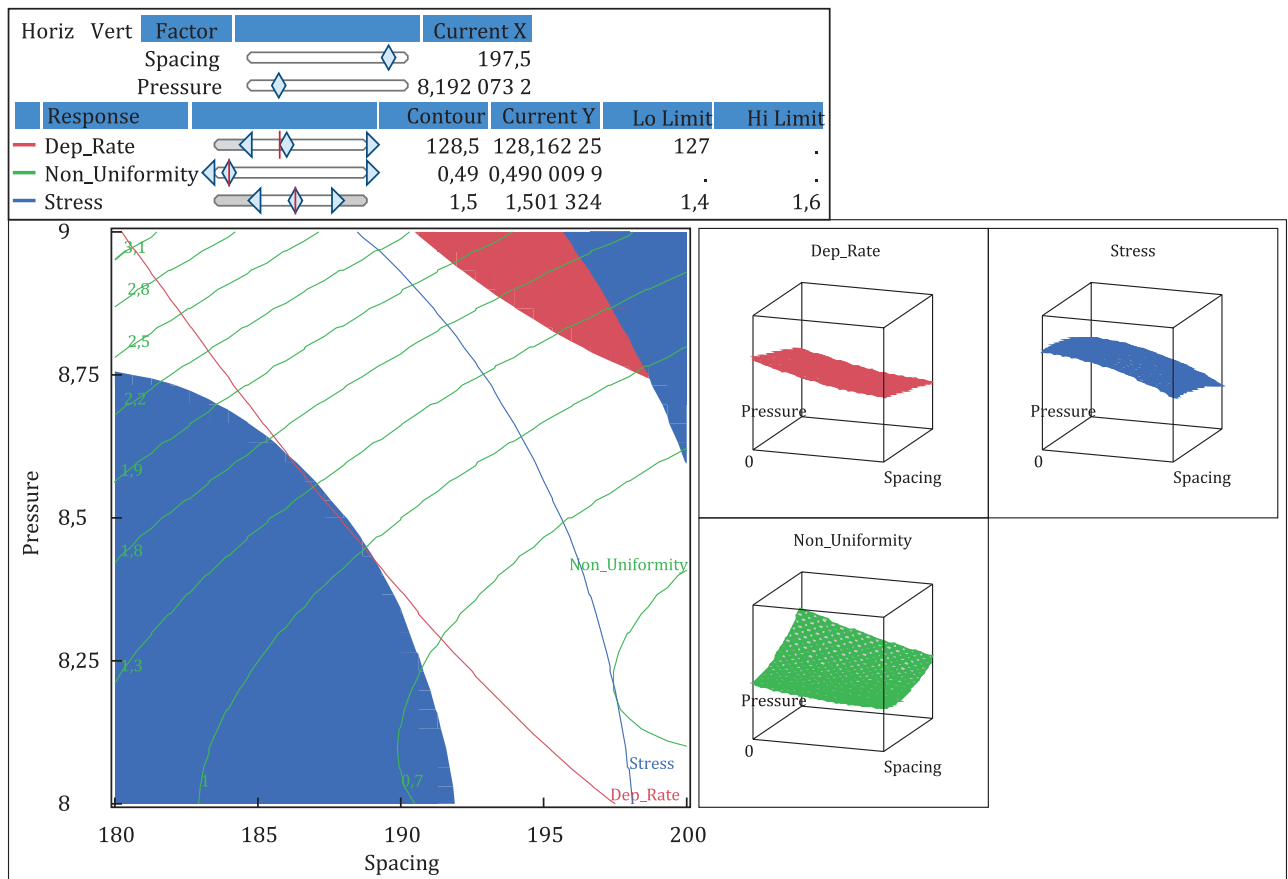 Horiz Vert Factor Current X
Spacing 197,5
Pressure 8,192 073 2
Response Contour Current Y Lo Limit Hi Limit
Dep_Rate 128,5 128,162 25 127 .
Non_Uniformity 0,49 0,490 009 9 . .
Stress 1,5 1,501 324 1,4 1,6
9
8,75
8,5
8,25
8
Pressure
3,1
2,8
2,5
2,2
1,9
1,8
1,3
1
0,7
Non_Uniformity
Stress
Dep_Rate
180 185 190 195 200
Spacing
Dep_Rate
Pressure
0
Spacing
Stress
Pressure
0
Spacing
Non_Uniformity
Pressure
0
Spacing